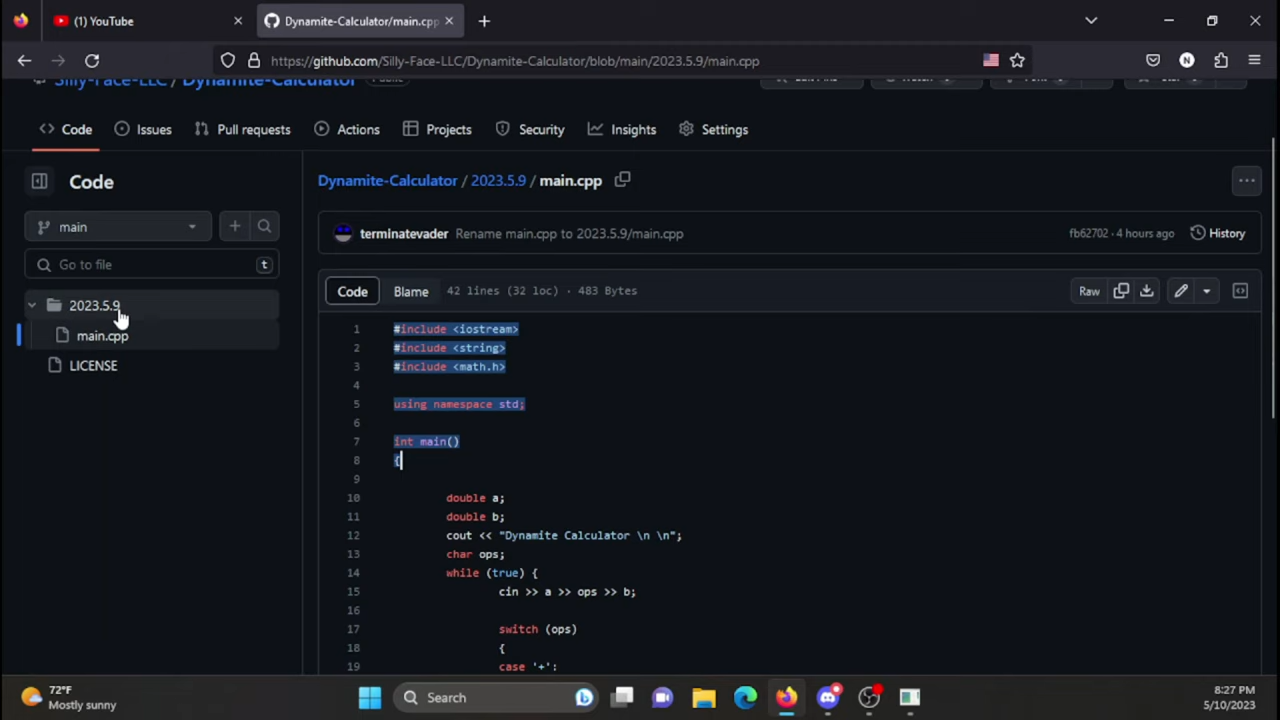 (1) YouTube
Dynamite-Calculator/main.cpp
https://github.com/Silly-Face-LLC/Dynamite-Calculator/blob/main/2023.5.9/main.cpp
N
Silly-Face-LLC / Dynamite-Calculator
Code
Issues
Pull requests
Actions
Projects
Security
Insights
Settings
Code
main
Go to file
t
2023.5.9
main.cpp
LICENSE
Dynamite-Calculator / 2023.5.9 / main.cpp
terminatevader Rename main.cpp to 2023.5.9/main.cpp
fb62702 · 4 hours ago
History
Code
Blame
42 lines (32 loc) · 483 Bytes
Raw
1 #include <iostream>
2 #include <string>
3 #include <math.h>
4
5 using namespace std;
6
7 int main()
8 {
9
10 double a;
11 double b;
12 cout << "Dynamite Calculator \n \n";
13 char ops;
14 while (true) {
15 cin >> a >> ops >> b;
16
17 switch (ops)
18 {
19 case '+':
72°F
Mostly sunny
Search
8:27 PM
5/10/2023